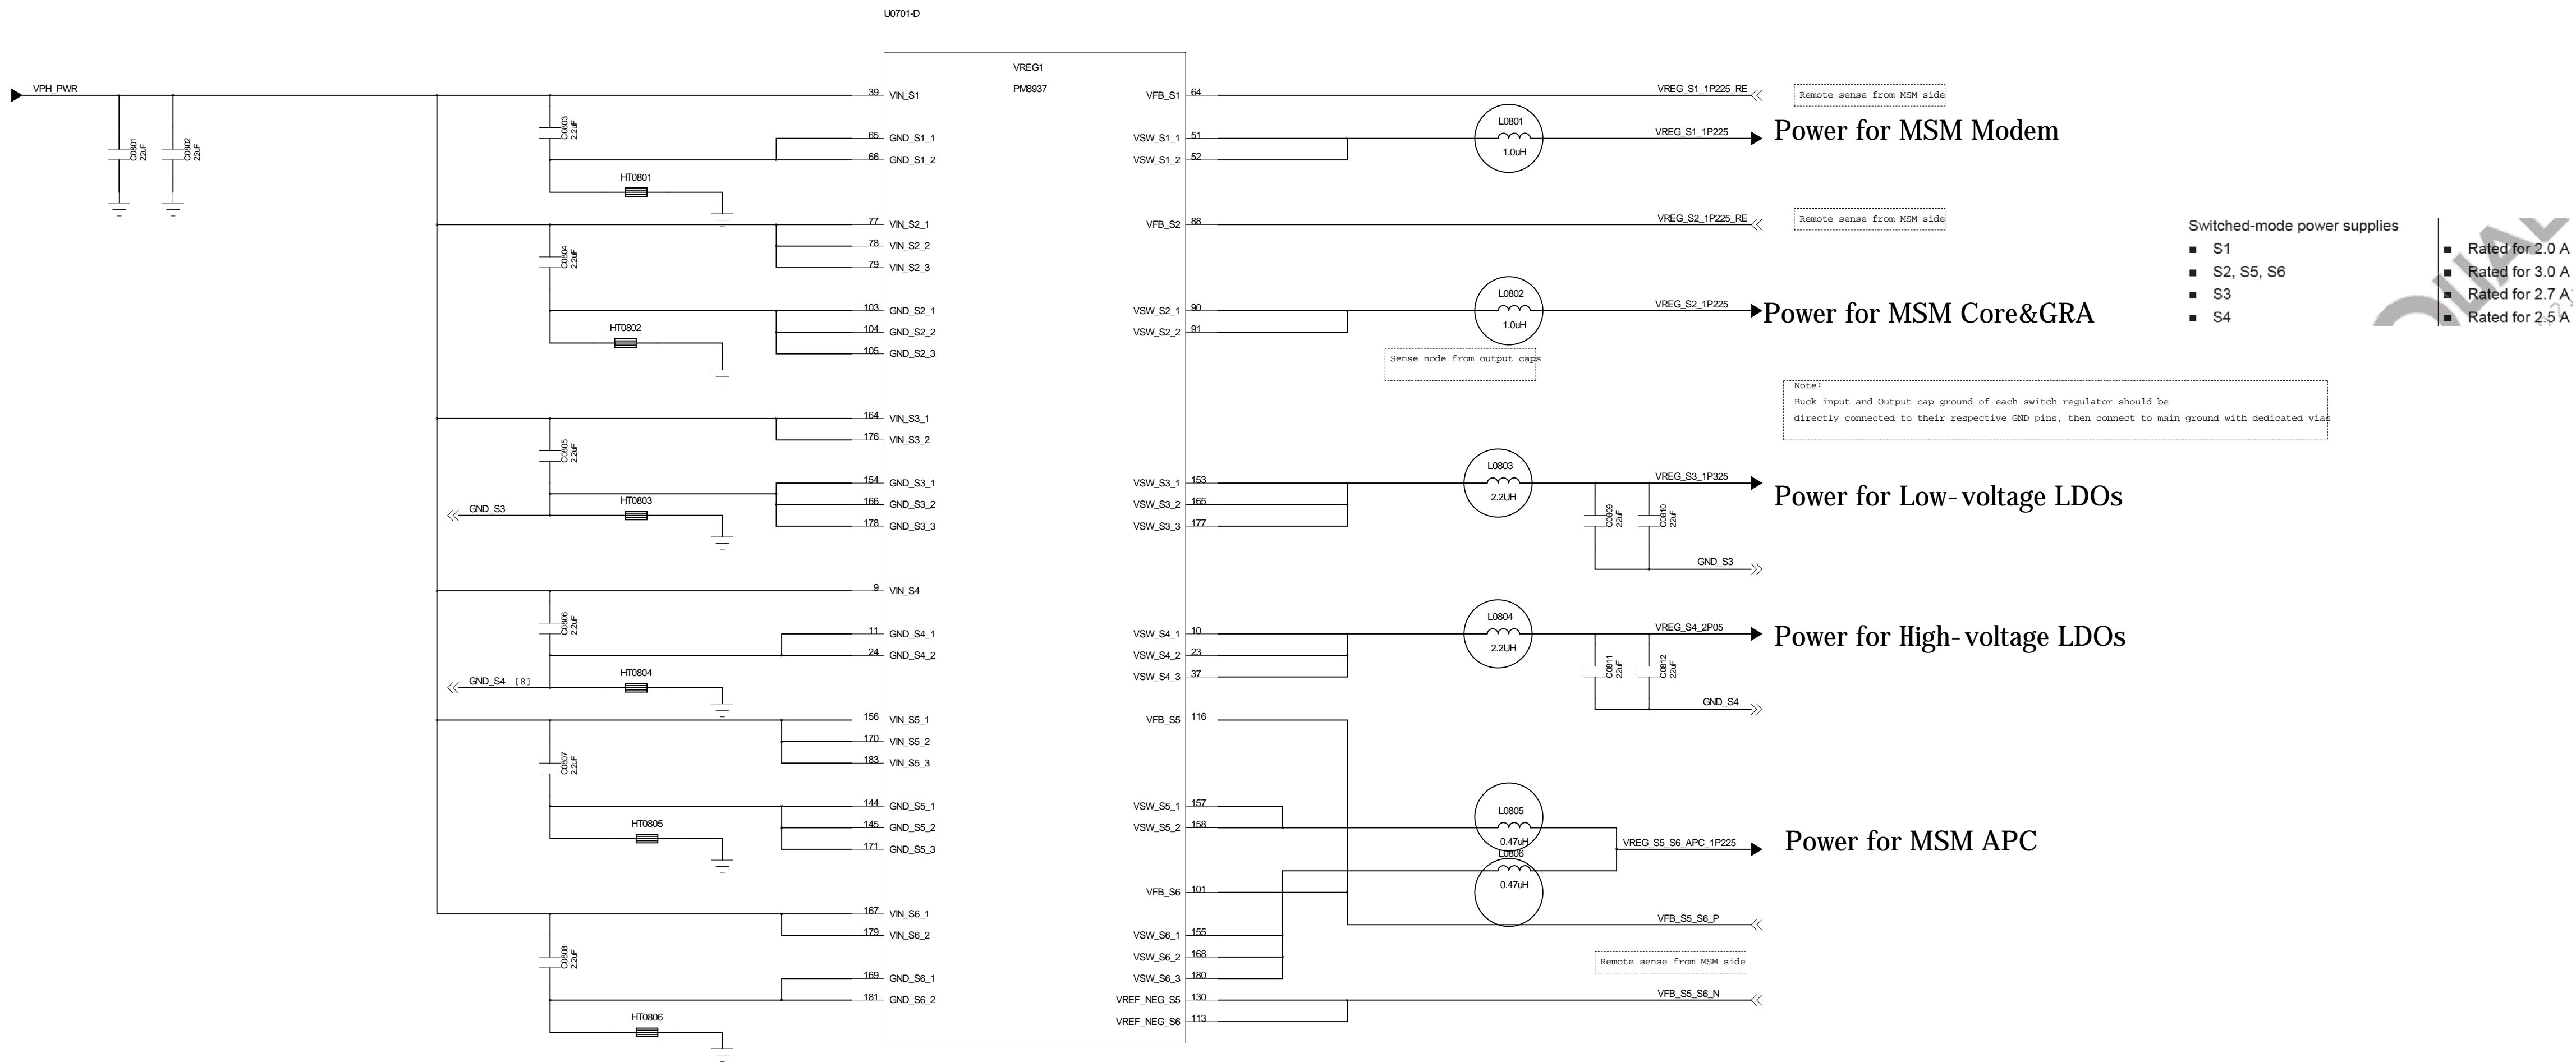 U0701-D
VREG1
PM8937
VPH_PWR
C0801
22uF
C0802
22uF
C0803
2.2uF
HT0801
C0804
2.2uF
HT0802
C0805
2.2uF
HT0803
GND_S3
C0806
2.2uF
HT0804
GND_S4 [8]
C0807
2.2uF
HT0805
C0808
2.2uF
HT0806
39 VIN_S1
65 GND_S1_1
66 GND_S1_2
77 VIN_S2_1
78 VIN_S2_2
79 VIN_S2_3
103 GND_S2_1
104 GND_S2_2
105 GND_S2_3
164 VIN_S3_1
176 VIN_S3_2
154 GND_S3_1
166 GND_S3_2
178 GND_S3_3
9 VIN_S4
11 GND_S4_1
24 GND_S4_2
156 VIN_S5_1
170 VIN_S5_2
183 VIN_S5_3
144 GND_S5_1
145 GND_S5_2
171 GND_S5_3
167 VIN_S6_1
179 VIN_S6_2
169 GND_S6_1
181 GND_S6_2
VFB_S1 64
VSW_S1_1 51
VSW_S1_2 52
VFB_S2 88
VSW_S2_1 90
VSW_S2_2 91
VSW_S3_1 153
VSW_S3_2 165
VSW_S3_3 177
VSW_S4_1 10
VSW_S4_2 23
VSW_S4_3 37
VFB_S5 116
VSW_S5_1 157
VSW_S5_2 158
VFB_S6 101
VSW_S6_1 155
VSW_S6_2 168
VSW_S6_3 180
VREF_NEG_S5 130
VREF_NEG_S6 113
VREG_S1_1P225_RE
Remote sense from MSM side
L0801
1.0uH
VREG_S1_1P225
Power for MSM Modem
VREG_S2_1P225_RE
Remote sense from MSM side
L0802
1.0uH
VREG_S2_1P225
Power for MSM Core&GRA
Sense node from output caps
Switched-mode power supplies
■ S1 ■ Rated for 2.0 A
■ S2, S5, S6 ■ Rated for 3.0 A
■ S3 ■ Rated for 2.7 A
■ S4 ■ Rated for 2.5 A
Note:
Buck input and Output cap ground of each switch regulator should be
directly connected to their respective GND pins, then connect to main ground with dedicated vias
L0803
2.2UH
VREG_S3_1P325
Power for Low-voltage LDOs
C0809
22uF
C0810
22uF
GND_S3
L0804
2.2UH
VREG_S4_2P05
Power for High-voltage LDOs
C0811
22uF
C0812
22uF
GND_S4
L0805
0.47uH
L0806
0.47uH
VREG_S5_S6_APC_1P225
Power for MSM APC
VFB_S5_S6_P
Remote sense from MSM side
VFB_S5_S6_N